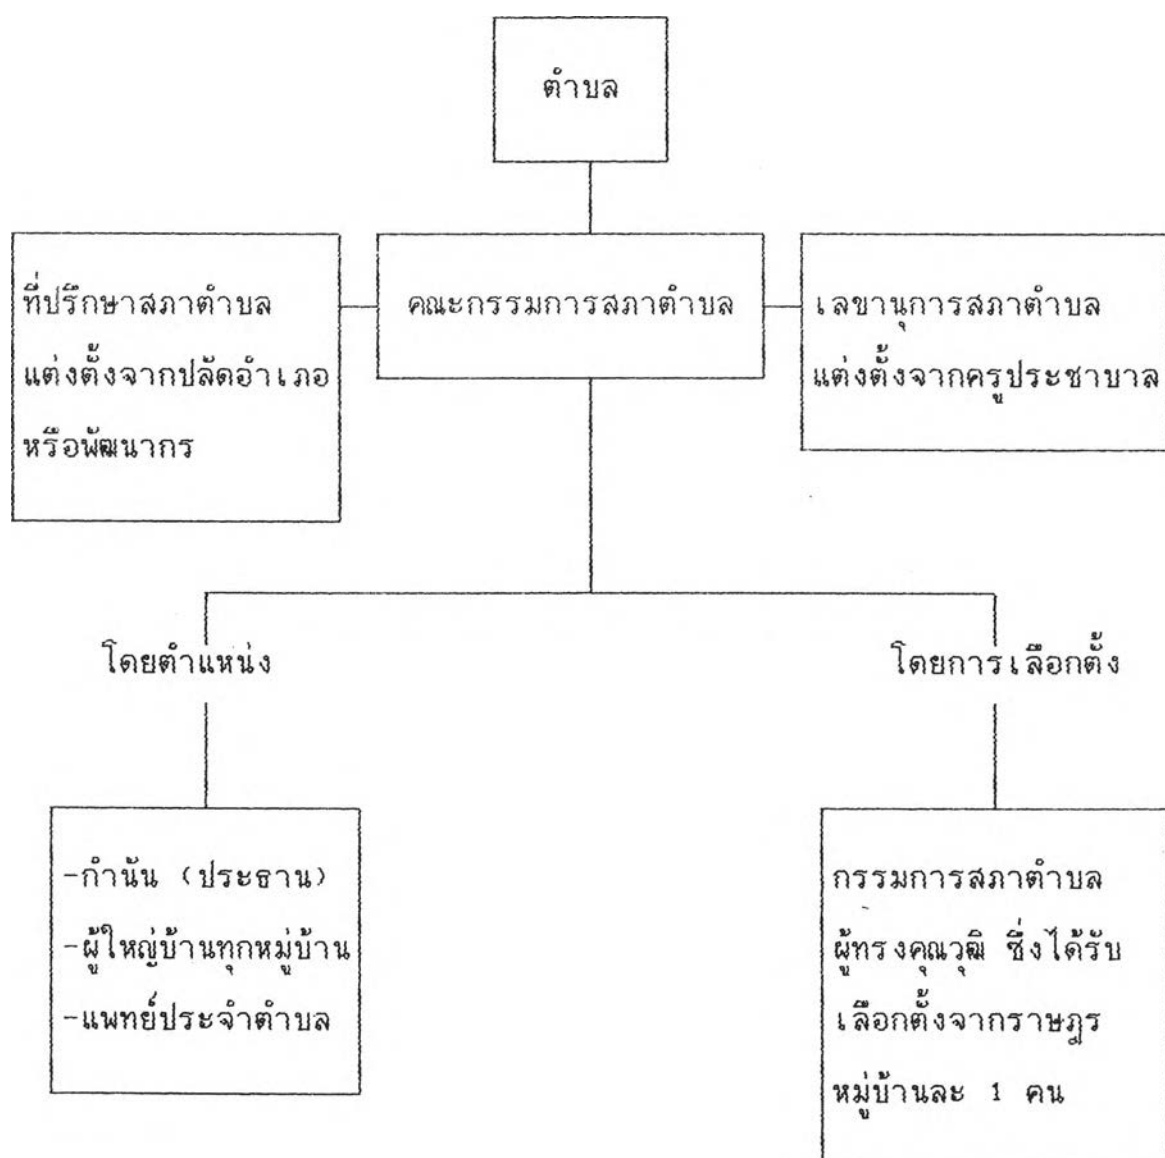 ตำบล
ที่ปรึกษาสภาตำบล
แต่งตั้งจากปลัดอำเภอ
หรือพัฒนากร
คณะกรรมการสภาตำบล
เลขานุการสภาตำบล
แต่งตั้งจากครูประชาบาล
โดยตำแหน่ง
โดยการเลือกตั้ง
-กำนัน (ประธาน)
-ผู้ใหญ่บ้านทุกหมู่บ้าน
-แพทย์ประจำตำบล
กรรมการสภาตำบล
ผู้ทรงคุณวุฒิ ซึ่งได้รับ
เลือกตั้งจากราษฎร
หมู่บ้านละ 1 คน